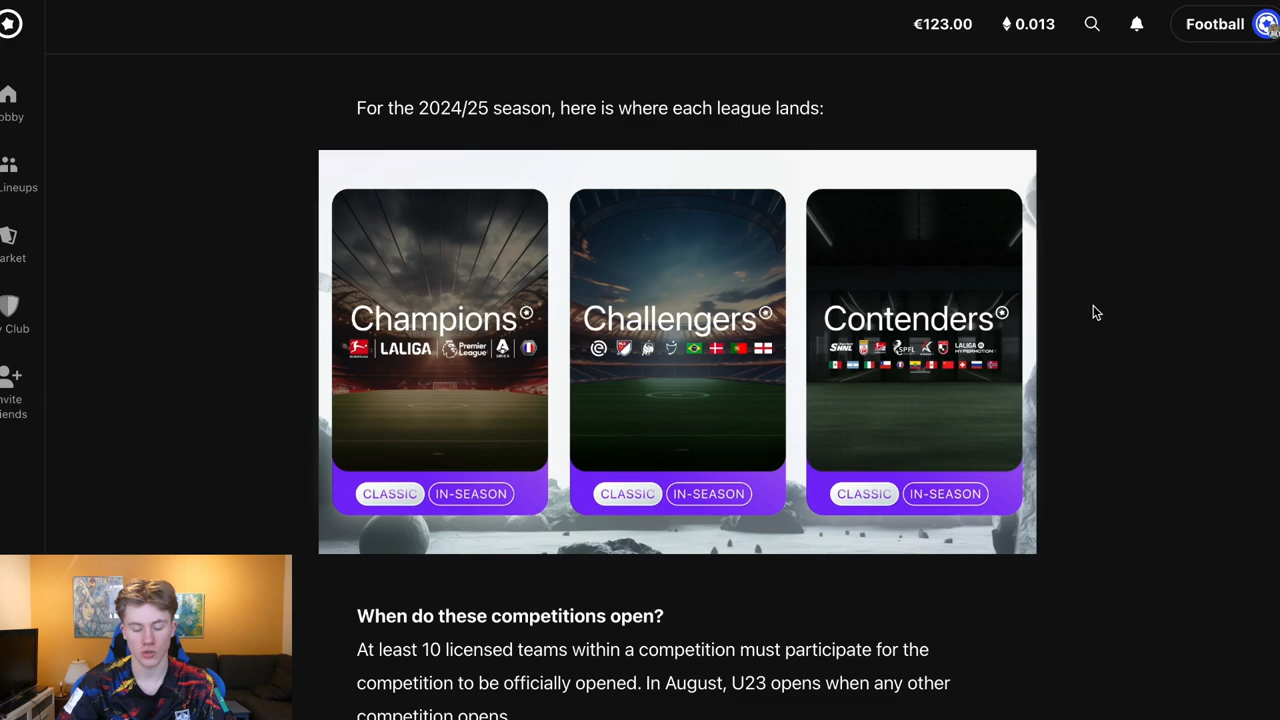 €123.00
0.013
Football
obby
Lineups
arket
Club
nvite
iends
For the 2024/25 season, here is where each league lands:
Champions
LALIGA
Premier
League
Challengers
Contenders
SPFL
LALIGA
HYPERMOTION
CLASSIC IN-SEASON
CLASSIC IN-SEASON
CLASSIC IN-SEASON
When do these competitions open?
At least 10 licensed teams within a competition must participate for the
competition to be officially opened. In August, U23 opens when any other
competition opens.